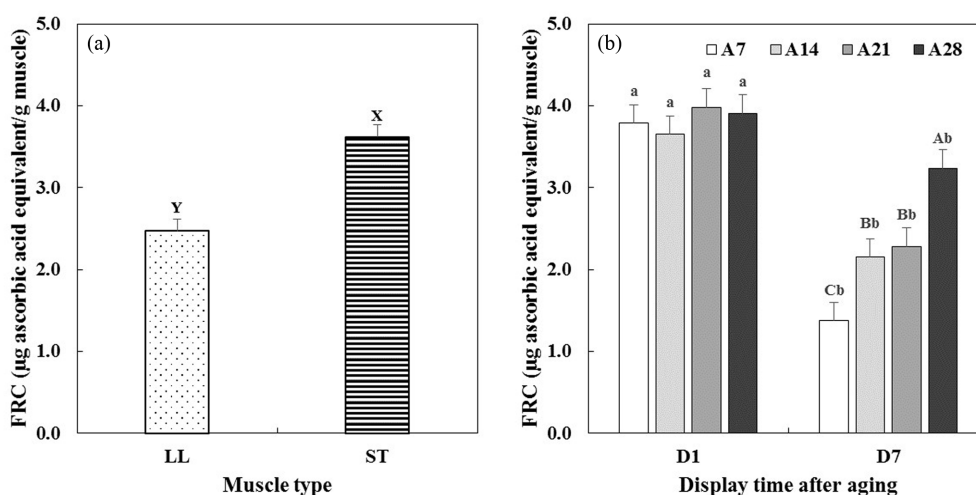 (a)
FRC (µg ascorbic acid equivalent/g muscle)
5.0
4.0
3.0
2.0
1.0
0.0
Y
X
LL ST
Muscle type
(b)
A7 A14 A21 A28
FRC (µg ascorbic acid equivalent/g muscle)
5.0
4.0
3.0
2.0
1.0
0.0
a a a a
Cb Bb Bb Ab
D1 D7
Display time after aging